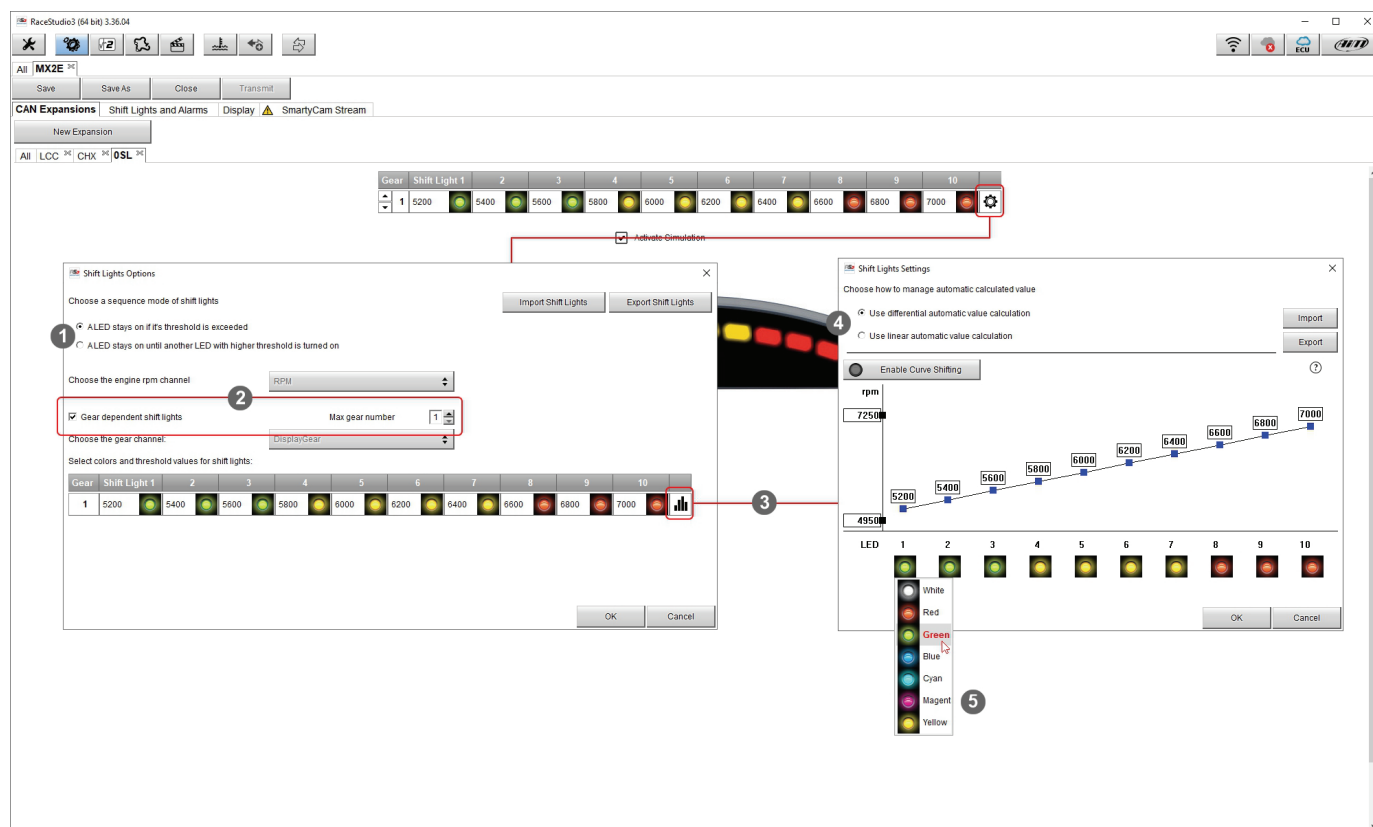 RaceStudio3 (64 bit) 3.36.04
ECU
AiM
All MX2E
Save Save As Close Transmit
CAN Expansions Shift Lights and Alarms Display SmartyCam Stream
New Expansion
All LCC CHX 0SL
Gear Shift Light 1 2 3 4 5 6 7 8 9 10
1 5200 5400 5600 5800 6000 6200 6400 6600 6800 7000
Activate Simulation
Shift Lights Options
Choose a sequence mode of shift lights
Import Shift Lights Export Shift Lights
1
A LED stays on if it's threshold is exceeded
A LED stays on until another LED with higher threshold is turned on
Choose the engine rpm channel RPM
2
Gear dependent shift lights Max gear number 1
Choose the gear channel: DisplayGear
Select colors and threshold values for shift lights:
Gear Shift Light 1 2 3 4 5 6 7 8 9 10
1 5200 5400 5600 5800 6000 6200 6400 6600 6800 7000
OK Cancel
3
Shift Lights Settings
Choose how to manage automatic calculated value
4
Use differential automatic value calculation
Use linear automatic value calculation
Import
Export
Enable Curve Shifting
?
rpm
7250
5200 5400 5600 5800 6000 6200 6400 6600 6800 7000
4950
LED 1 2 3 4 5 6 7 8 9 10
White
Red
Green
Blue
Cyan
Magent
Yellow
5
OK Cancel